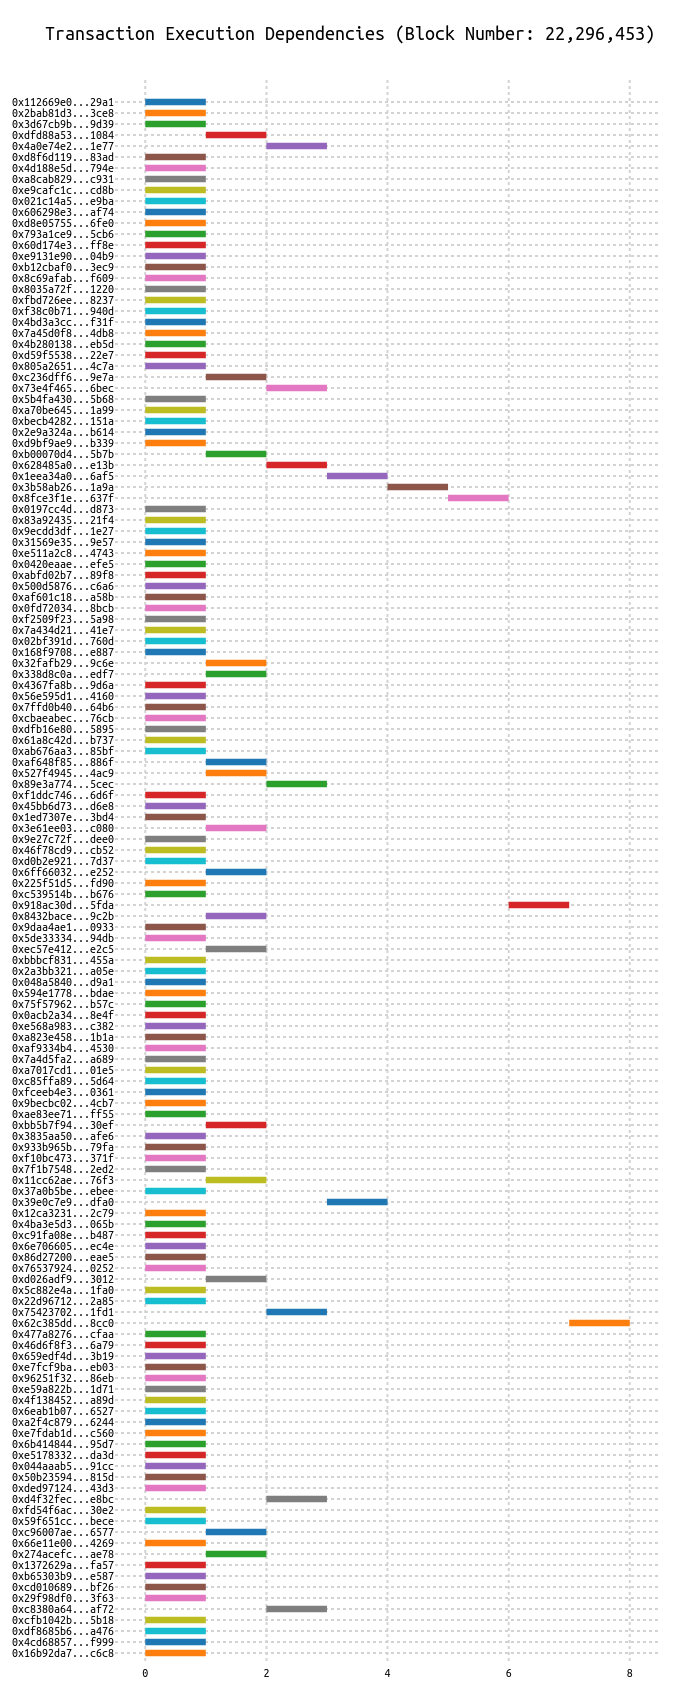 Transaction Execution Dependencies (Block Number: 22,296,453)
0x112669e0...29a1
0x2bab81d3...3ce8
0x3d67cb9b...9d39
0xdfd88a53...1084
0x4a0e74e2...1e77
0xd8f6d119...83ad
0x4d188e5d...794e
0xa8cab829...c931
0xe9cafc1c...cd8b
0x021c14a5...e9ba
0x606298e3...af74
0xd8e05755...6fe0
0x793a1ce9...5cb6
0x60d174e3...ff8e
0xe9131e90...04b9
0xb12cbaf0...3ec9
0x8c69afab...f609
0x8035a72f...1220
0xfbd726ee...8237
0xf38c0b71...940d
0x4bd3a3cc...f31f
0x7a45d0f8...4db8
0x4b280138...eb5d
0xd59f5538...22e7
0x805a2651...4c7a
0xc236dff6...9e7a
0x73e4f465...6bec
0x5b4fa430...5b68
0xa70be645...1a99
0xbecb4282...151a
0x2e9a324a...b614
0xd9bf9ae9...b339
0xb00070d4...5b7b
0x628485a0...e13b
0x1eea34a0...6af5
0x3b58ab26...1a9a
0x8fce3f1e...637f
0x0197cc4d...d873
0x83a92435...21f4
0x9ecdd3df...1e27
0x31569e35...9e57
0xe511a2c8...4743
0x0420eaae...efe5
0xabfd02b7...89f8
0x500d5876...c6a6
0xaf601c18...a58b
0x0fd72034...8bcb
0xf2509f23...5a98
0x7a434d21...41e7
0x02bf391d...760d
0x168f9708...e887
0x32fafb29...9c6e
0x338d8c0a...edf7
0x4367fa8b...9d6a
0x56e595d1...4160
0x7ffd0b40...64b6
0xcbaeabec...76cb
0xdfb16e80...5895
0x61a8c42d...b737
0xab676aa3...85bf
0xaf648f85...886f
0x527f4945...4ac9
0x89e3a774...5cec
0xf1ddc746...6d6f
0x45bb6d73...d6e8
0x1ed7307e...3bd4
0x3e61ee03...c080
0x9e27c72f...dee0
0x46f78cd9...cb52
0xd0b2e921...7d37
0x6ff66032...e252
0x225f51d5...fd90
0xc539514b...b676
0x918ac30d...5fda
0x8432bace...9c2b
0x9daa4ae1...0933
0x5de33334...94db
0xec57e412...e2c5
0xbbbcf831...455a
0x2a3bb321...a05e
0x048a5840...d9a1
0x594e1778...bdae
0x75f57962...b57c
0x0acb2a34...8e4f
0xe568a983...c382
0xa823e458...1b1a
0xaf9334b4...4530
0x7a4d5fa2...a689
0xa7017cd1...01e5
0xc85ffa89...5d64
0xfceeb4e3...0361
0x9becbc02...4cb7
0xae83ee71...ff55
0xbb5b7f94...30ef
0x3835aa50...afe6
0x933b965b...79fa
0xf10bc473...371f
0x7f1b7548...2ed2
0x11cc62ae...76f3
0x37a0b5be...ebee
0x39e0c7e9...dfa0
0x12ca3231...2c79
0x4ba3e5d3...065b
0xc91fa08e...b487
0x6e706605...ec4e
0x86d27200...eae5
0x76537924...0252
0xd026adf9...3012
0x5c882e4a...1fa0
0x22d96712...2a85
0x75423702...1fd1
0x62c385dd...8cc0
0x477a8276...cfaa
0x46d6f8f3...6a79
0x659edf4d...3b19
0xe7fcf9ba...eb03
0x96251f32...86eb
0xe59a822b...1d71
0x4f138452...a89d
0x6eab1b07...6527
0xa2f4c879...6244
0xe7fdab1d...c560
0x6b414844...95d7
0xe5178332...da3d
0x044aaab5...91cc
0x50b23594...815d
0xded97124...43d3
0xd4f32fec...e8bc
0xfd54f6ac...30e2
0x59f651cc...bece
0xc96007ae...6577
0x66e11e00...4269
0x274acefc...ae78
0x1372629a...fa57
0xb65303b9...e587
0xcd010689...bf26
0x29f98df0...3f63
0xc8380a64...af72
0xcfb1042b...5b18
0xdf8685b6...a476
0x4cd68857...f999
0x16b92da7...c6c8
0 2 4 6 8